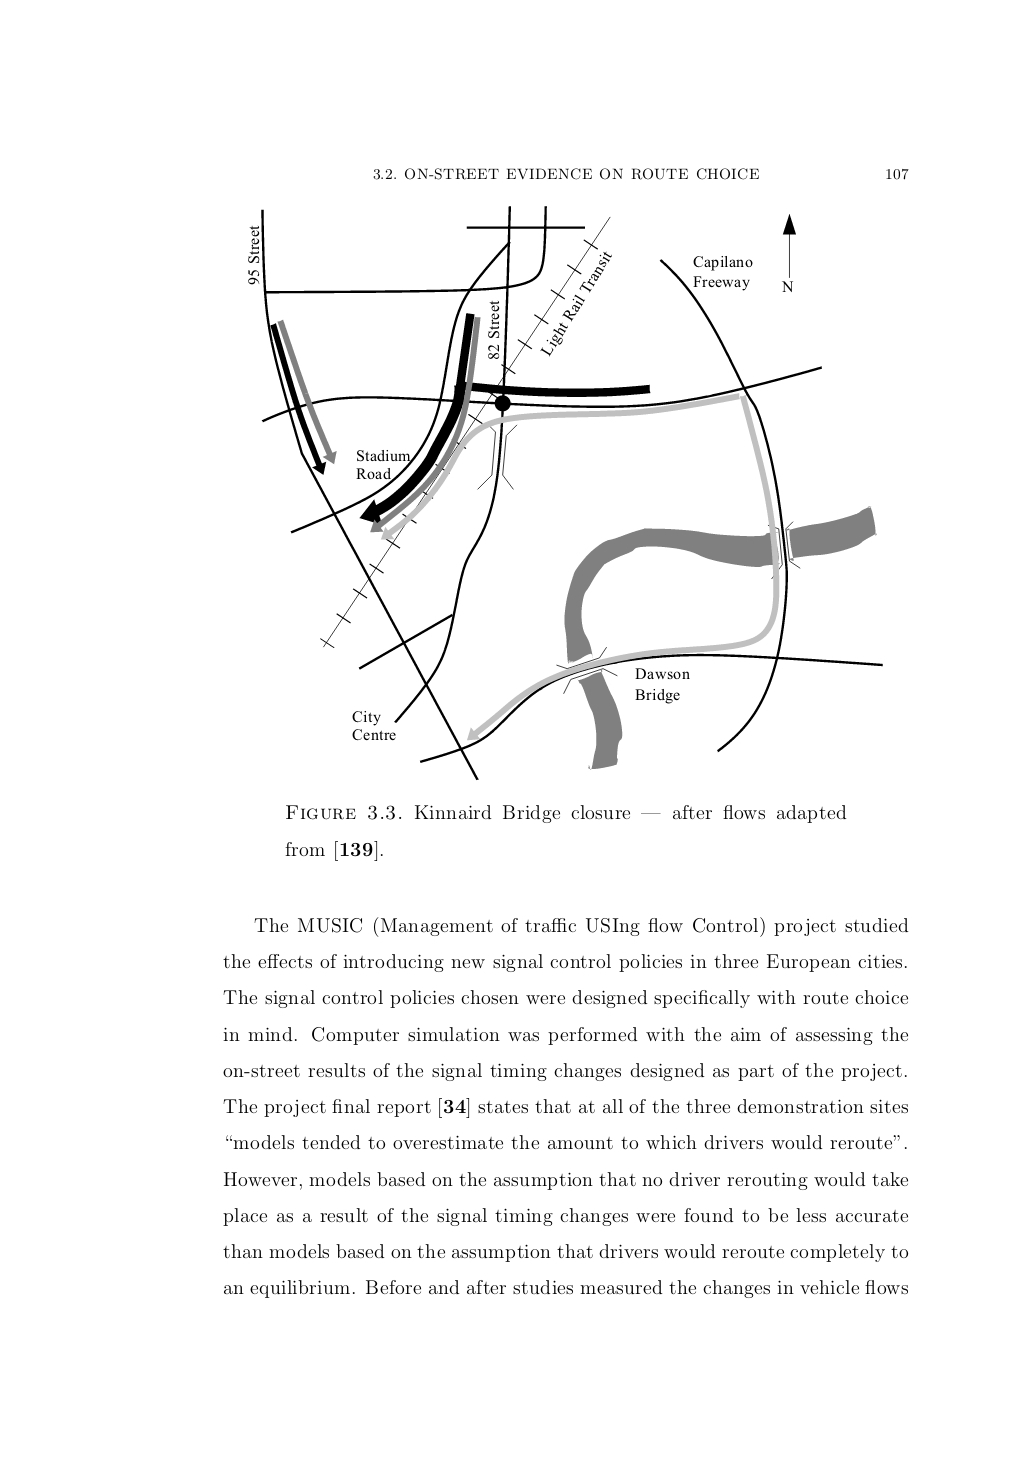 3.2. ON-STREET EVIDENCE ON ROUTE CHOICE 107
95 Street
82 Street
Light Rail Transit
Capilano
Freeway
N
Stadium
Road
Dawson
Bridge
City
Centre
FIGURE 3.3. Kinnaird Bridge closure — after flows adapted
from [139].
The MUSIC (Management of traffic USIng flow Control) project studied
the effects of introducing new signal control policies in three European cities.
The signal control policies chosen were designed specifically with route choice
in mind. Computer simulation was performed with the aim of assessing the
on-street results of the signal timing changes designed as part of the project.
The project final report [34] states that at all of the three demonstration sites
“models tended to overestimate the amount to which drivers would reroute”.
However, models based on the assumption that no driver rerouting would take
place as a result of the signal timing changes were found to be less accurate
than models based on the assumption that drivers would reroute completely to
an equilibrium. Before and after studies measured the changes in vehicle flows